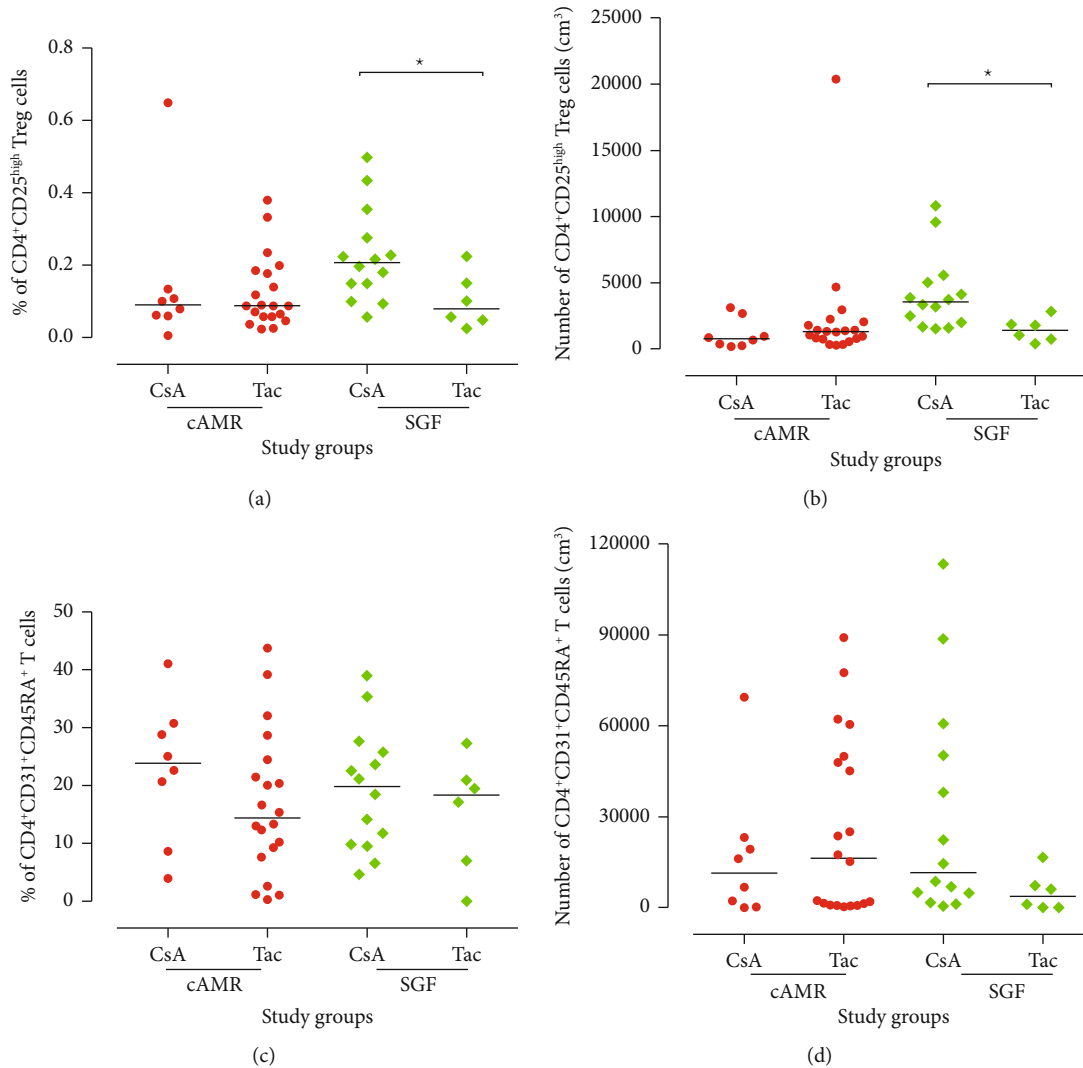 % of CD4⁺CD25ʰⁱᵍʰ Treg cells
0.8
0.6
0.4
0.2
0.0
*
CsA Tac CsA Tac
cAMR SGF
Study groups
(a)
Number of CD4⁺CD25ʰⁱᵍʰ Treg cells (cm³)
25000
20000
15000
10000
5000
0
*
CsA Tac CsA Tac
cAMR SGF
Study groups
(b)
% of CD4⁺CD31⁺CD45RA⁺ T cells
50
40
30
20
10
0
CsA Tac CsA Tac
cAMR SGF
Study groups
(c)
Number of CD4⁺CD31⁺CD45RA⁺ T cells (cm³)
120000
90000
60000
30000
0
CsA Tac CsA Tac
cAMR SGF
Study groups
(d)